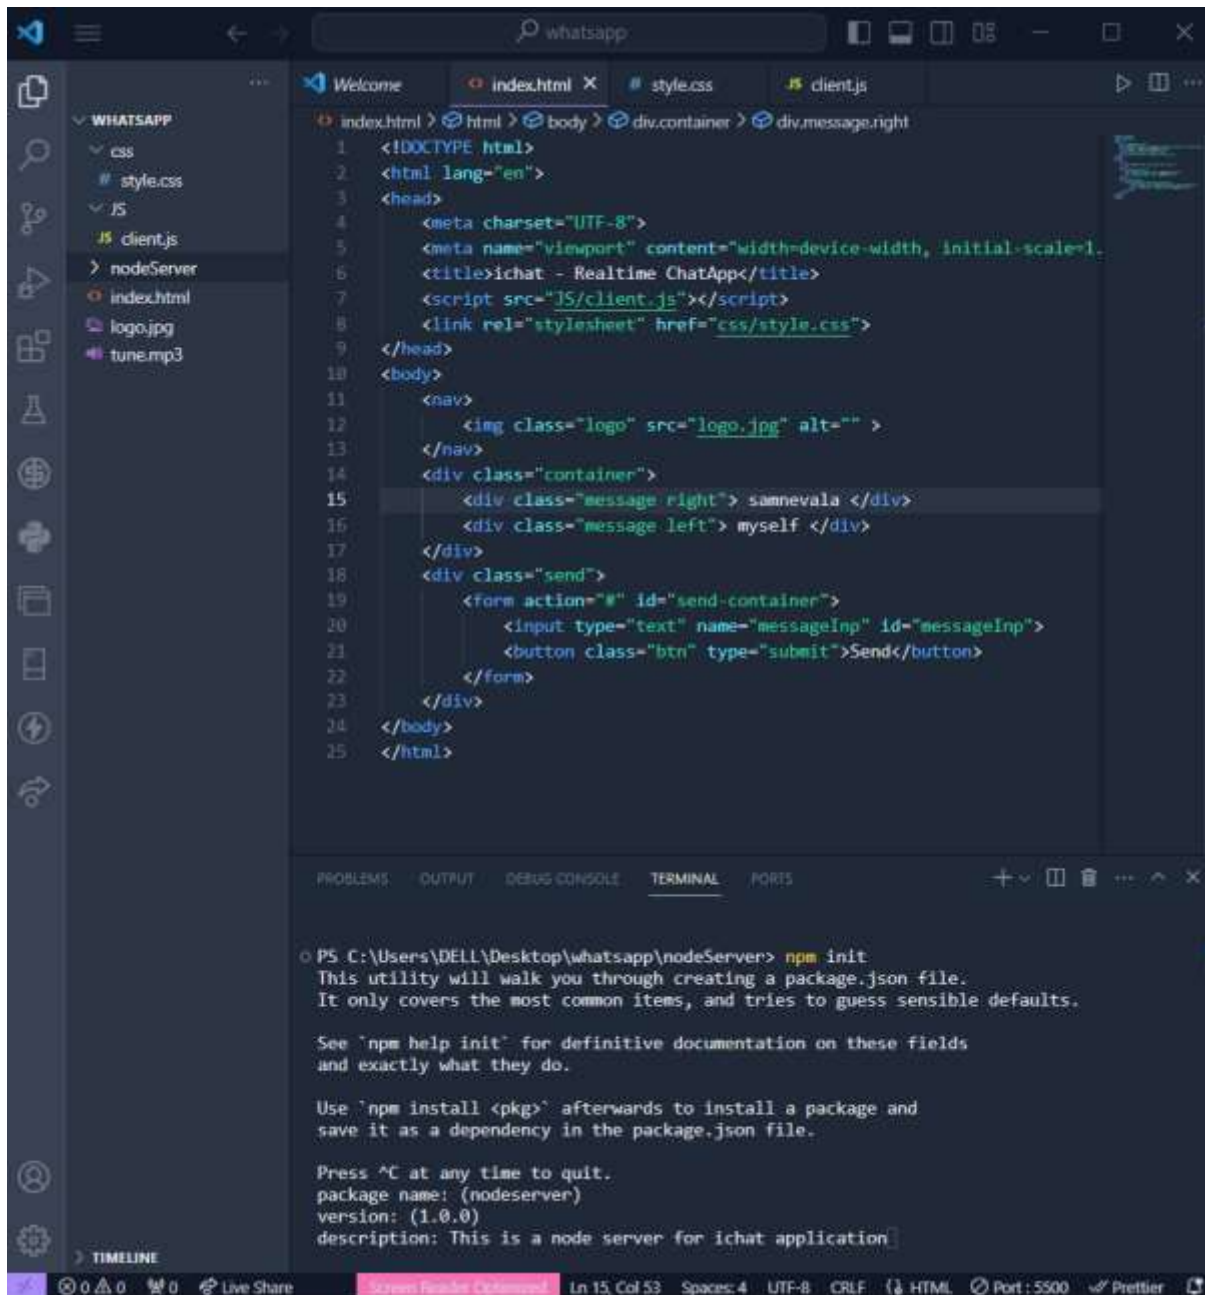 whatsapp
Welcome
index.html
style.css
client.js
WHATSAPP
css
style.css
JS
client.js
nodeServer
index.html
logo.jpg
tune.mp3
index.html > html > body > div.container > div.message.right
1 <!DOCTYPE html>
2 <html lang="en">
3 <head>
4 <meta charset="UTF-8">
5 <meta name="viewport" content="width=device-width, initial-scale=1.
6 <title>ichat - Realtime ChatApp</title>
7 <script src="JS/client.js"></script>
8 <link rel="stylesheet" href="css/style.css">
9 </head>
10 <body>
11 <nav>
12 <img class="logo" src="logo.jpg" alt="" >
13 </nav>
14 <div class="container">
15 <div class="message right"> samnevala </div>
16 <div class="message left"> myself </div>
17 </div>
18 <div class="send">
19 <form action="#" id="send-container">
20 <input type="text" name="messageInp" id="messageInp">
21 <button class="btn" type="submit">Send</button>
22 </form>
23 </div>
24 </body>
25 </html>
PROBLEMS OUTPUT DEBUG CONSOLE TERMINAL PORTS
PS C:\Users\DELL\Desktop\whatsapp\nodeServer> npm init
This utility will walk you through creating a package.json file.
It only covers the most common items, and tries to guess sensible defaults.
See `npm help init` for definitive documentation on these fields
and exactly what they do.
Use `npm install <pkg>` afterwards to install a package and
save it as a dependency in the package.json file.
Press ^C at any time to quit.
package name: (nodeserver)
version: (1.0.0)
description: This is a node server for ichat application
TIMELINE
0 0 0 Live Share Screen Reader Optimized Ln 15, Col 53 Spaces: 4 UTF-8 CRLF HTML Port : 5500 Prettier